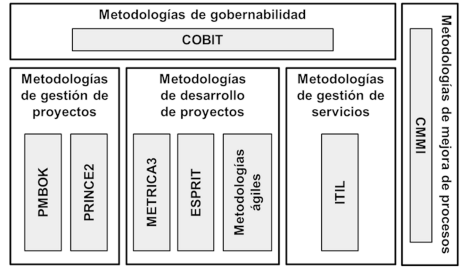 Metodologías de gobernabilidad
COBIT
Metodologías
de gestión de
proyectos
PMBOK
PRINCE2
Metodologías
de desarrollo
de proyectos
METRICA3
ESPRIT
Metodologías
ágiles
Metodologías
de gestión de
servicios
ITIL
Metodologías de mejora de procesos
CMMI